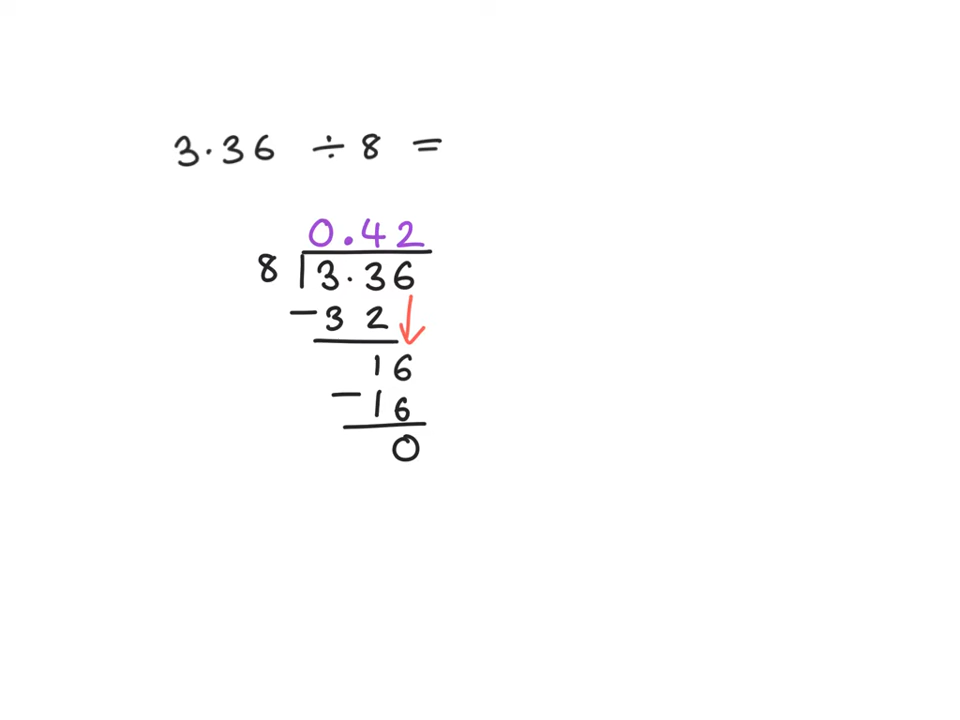 3.36 ÷ 8 =
0.42
8 3.36
- 3 2
16
- 16
0